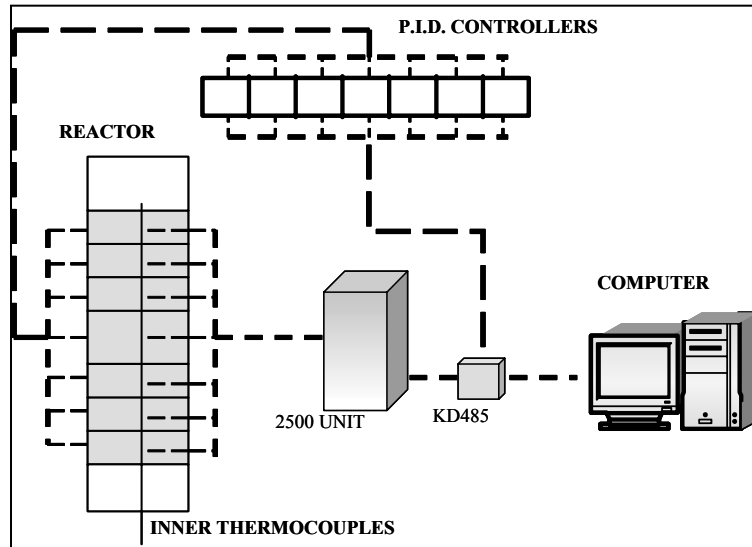 P.I.D. CONTROLLERS
REACTOR
COMPUTER
2500 UNIT
KD485
INNER THERMOCOUPLES